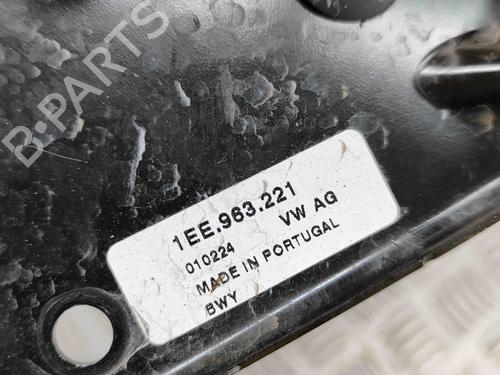 B-PARTS
1EE.963.221
010224 VW AG
MADE IN PORTUGAL
BWY